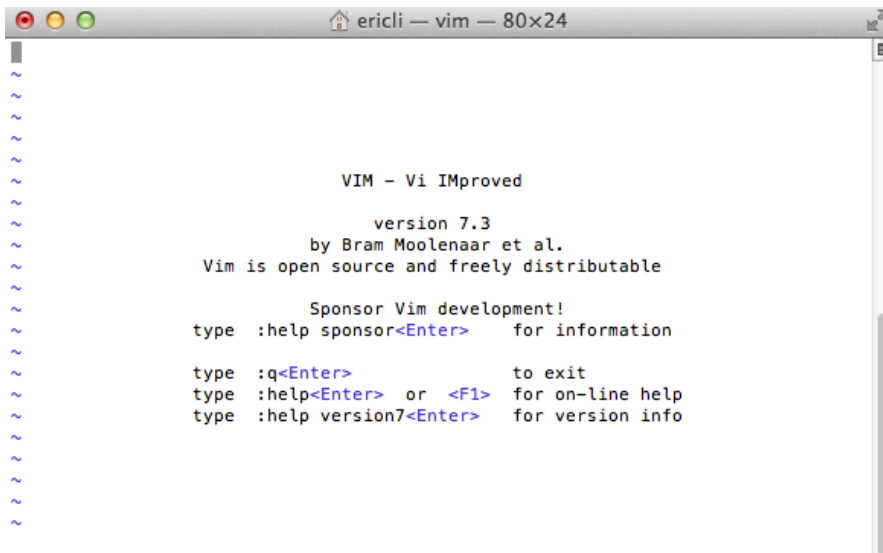 ericli — vim — 80×24
~
~
~
~
~
~ VIM – Vi IMproved
~
~ version 7.3
~ by Bram Moolenaar et al.
~ Vim is open source and freely distributable
~
~ Sponsor Vim development!
~ type :help sponsor<Enter> for information
~
~ type :q<Enter> to exit
~ type :help<Enter> or <F1> for on-line help
~ type :help version7<Enter> for version info
~
~
~
~
~